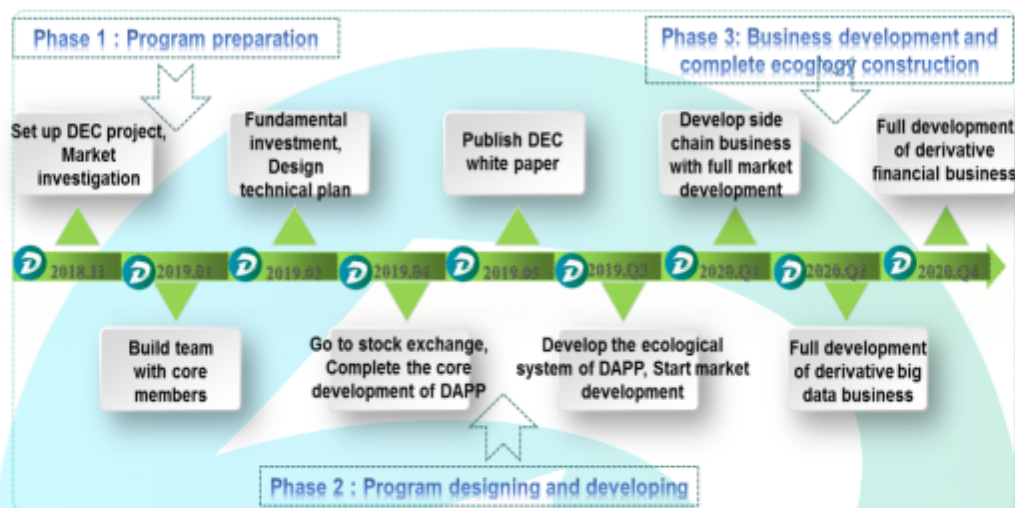 Phase 1 : Program preparation
Phase 3: Business development and
complete ecoglogy construction
Set up DEC project,
Market
investigation
Fundamental
investment,
Design
technical plan
Publish DEC
white paper
Develop side
chain business
with full market
development
Full development
of derivative
financial business
2018.12
2019.01
2019.02
2019.04
2019.05
2019.Q3
2020.Q1
2020.Q2
2020.Q4
Build team
with core
members
Go to stock exchange,
Complete the core
development of DAPP
Develop the ecological
system of DAPP, Start market
development
Full development
of derivative big
data business
Phase 2 : Program designing and developing